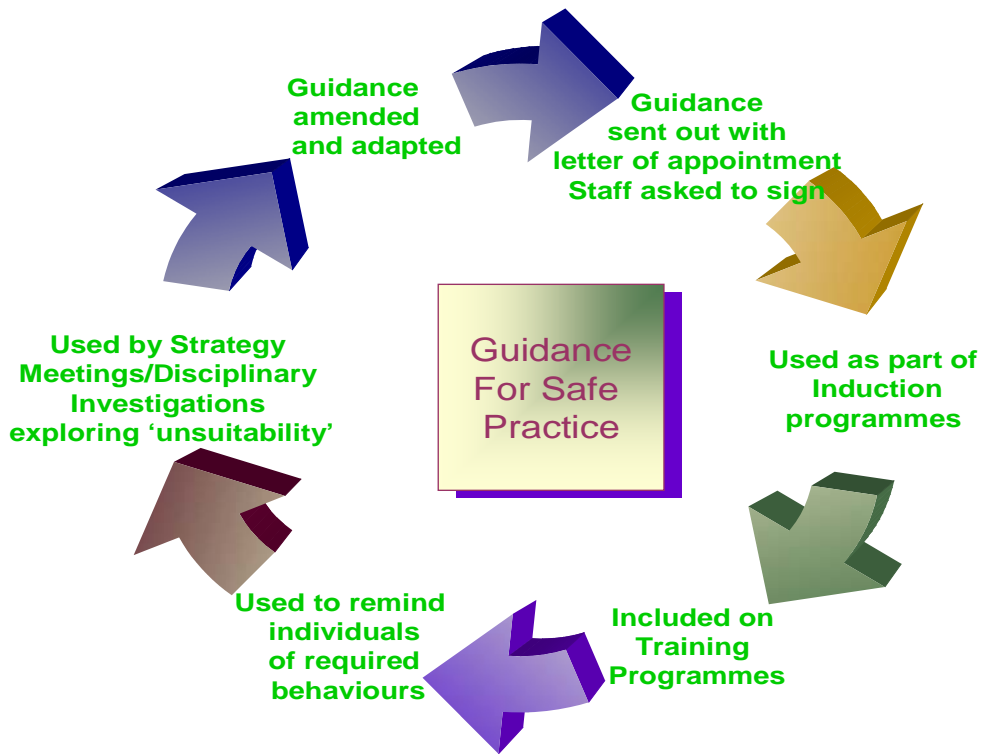 Guidance
amended
and adapted
Guidance
sent out with
letter of appointment
Staff asked to sign
Used as part of
Induction
programmes
Included on
Training
Programmes
Used to remind
individuals
of required
behaviours
Used by Strategy
Meetings/Disciplinary
Investigations
exploring ‘unsuitability’
Guidance
For Safe
Practice